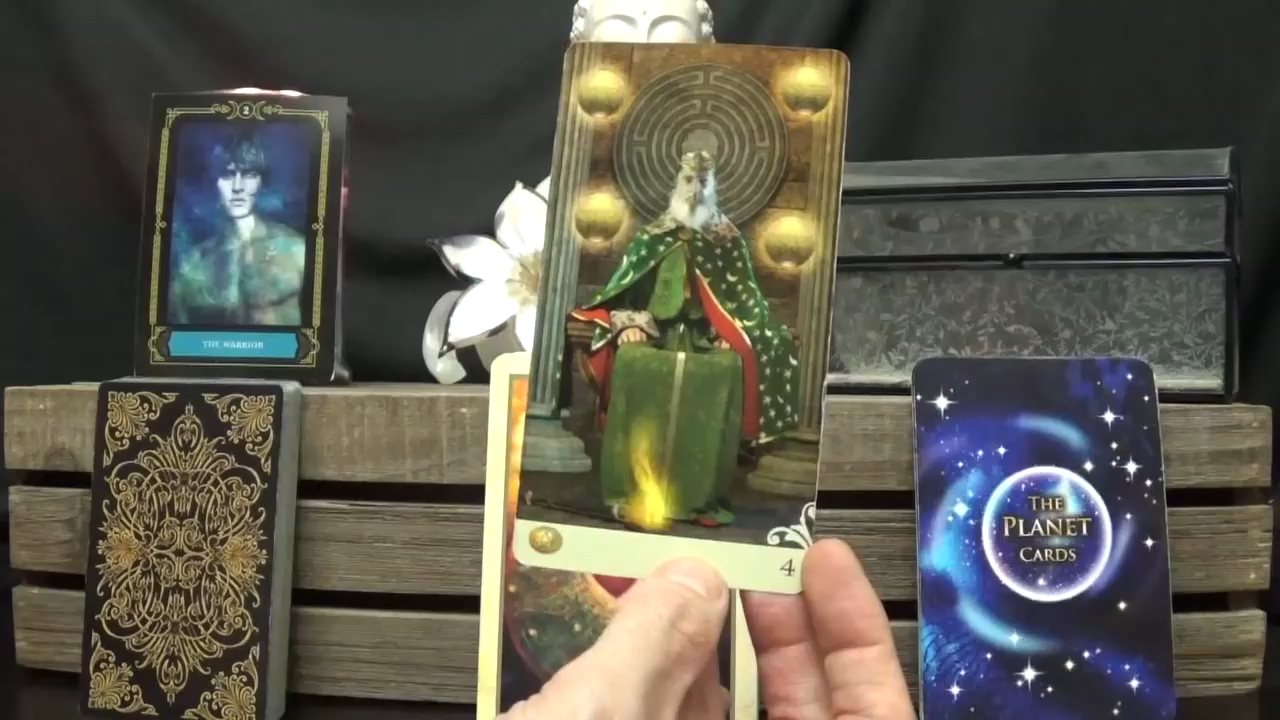 2
THE WARRIOR
4
THE
PLANET
CARDS